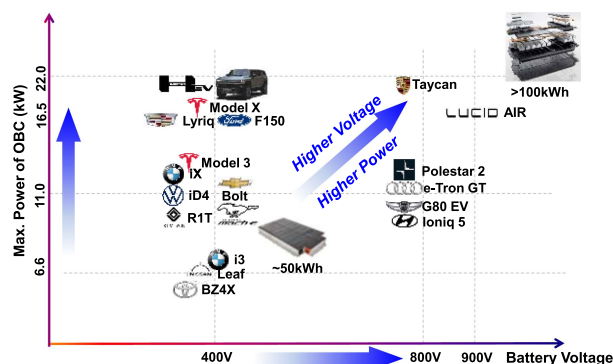 >100kWh
22.0
HEV
Taycan
Model X
16.5
Lyriq
Ford
F150
LUCID AIR
Higher Voltage
Higher Power
Max. Power of OBC (kW)
Model 3
iX
Polestar 2
11.0
iD4
Bolt
e-Tron GT
R1T
G80 EV
Ioniq 5
i3
~50kWh
6.6
Leaf
BZ4X
400V
800V
900V
Battery Voltage